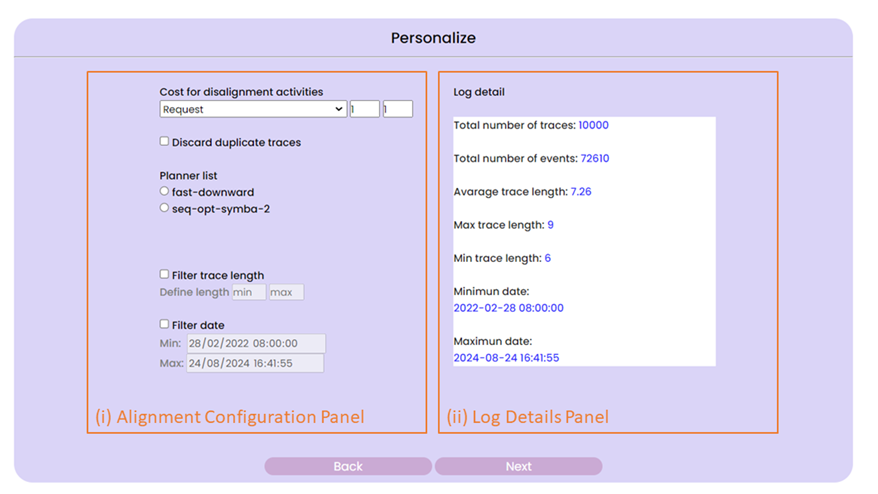 Personalize
Cost for disalignment activities
Request 1 1
Discard duplicate traces
Planner list
fast-downward
seq-opt-symba-2
Filter trace length
Define length min max
Filter date
Min: 28/02/2022 08:00:00
Max: 24/08/2024 16:41:55
(i) Alignment Configuration Panel
Log detail
Total number of traces: 10000
Total number of events: 72610
Avarage trace length: 7.26
Max trace length: 9
Min trace length: 6
Minimun date:
2022-02-28 08:00:00
Maximun date:
2024-08-24 16:41:55
(ii) Log Details Panel
Back
Next